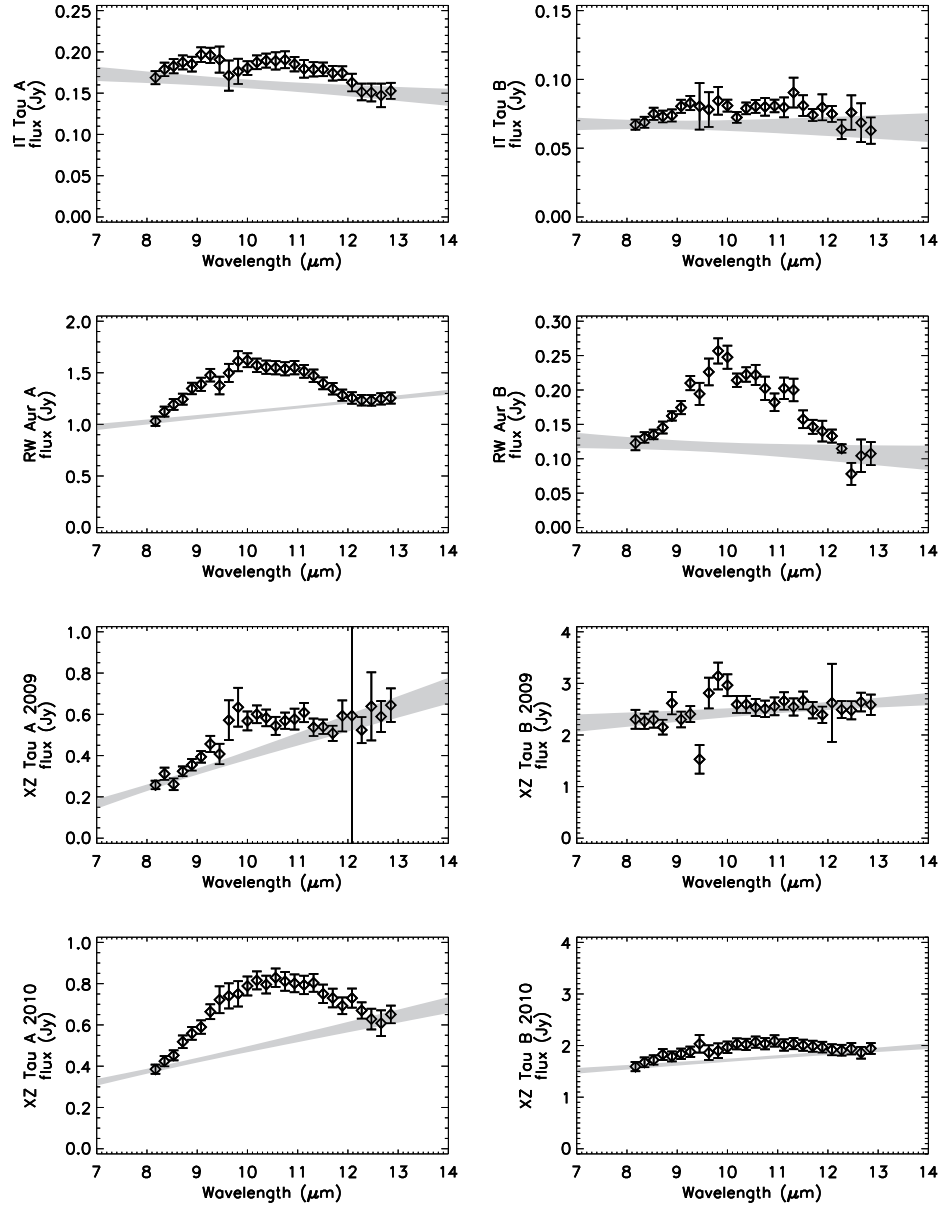 IT Tau A
flux (Jy)
0.25
0.20
0.15
0.10
0.05
0.00
7 8 9 10 11 12 13 14
Wavelength (μm)
IT Tau B
flux (Jy)
0.15
0.10
0.05
0.00
7 8 9 10 11 12 13 14
Wavelength (μm)
RW Aur A
flux (Jy)
2.0
1.5
1.0
0.5
0.0
7 8 9 10 11 12 13 14
Wavelength (μm)
RW Aur B
flux (Jy)
0.30
0.25
0.20
0.15
0.10
0.05
0.00
7 8 9 10 11 12 13 14
Wavelength (μm)
XZ Tau A 2009
flux (Jy)
1.0
0.8
0.6
0.4
0.2
0.0
7 8 9 10 11 12 13 14
Wavelength (μm)
XZ Tau B 2009
flux (Jy)
4
3
2
1
0
7 8 9 10 11 12 13 14
Wavelength (μm)
XZ Tau A 2010
flux (Jy)
1.0
0.8
0.6
0.4
0.2
0.0
7 8 9 10 11 12 13 14
Wavelength (μm)
XZ Tau B 2010
flux (Jy)
4
3
2
1
0
7 8 9 10 11 12 13 14
Wavelength (μm)